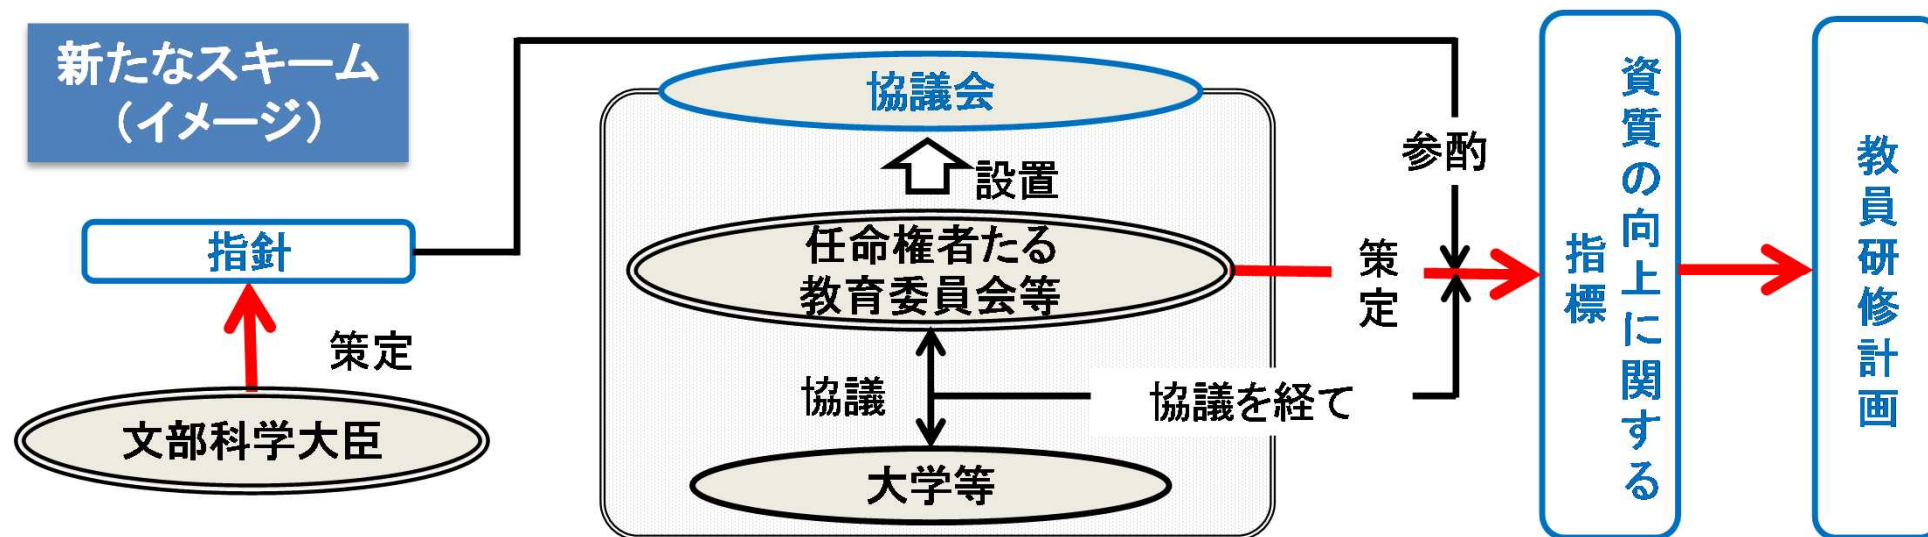 新たなスキーム
（イメージ）
指針
策定
文部科学大臣
協議会
設置
任命権者たる
教育委員会等
協議
大学等
協議を経て
参酌
策定
資質の向上に関する
指標
教員研修計画